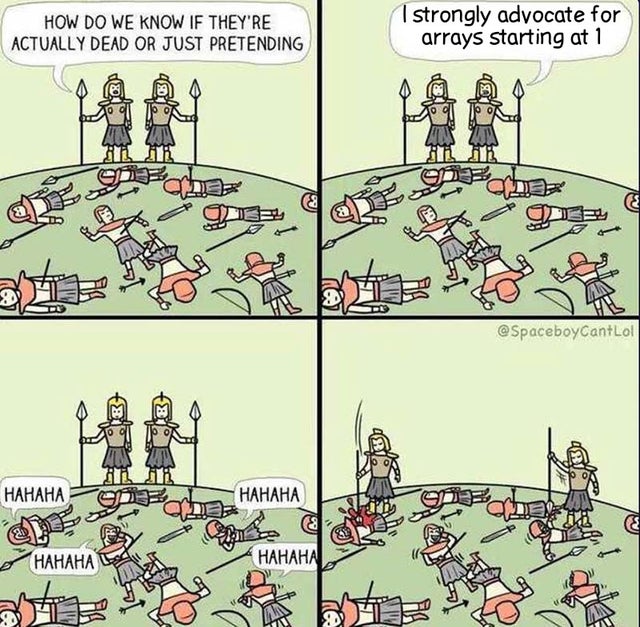 HOW DO WE KNOW IF THEY'RE
ACTUALLY DEAD OR JUST PRETENDING
I strongly advocate for
arrays starting at 1
@SpaceboyCantLol
HAHAHA
HAHAHA
HAHAHA
HAHAHA